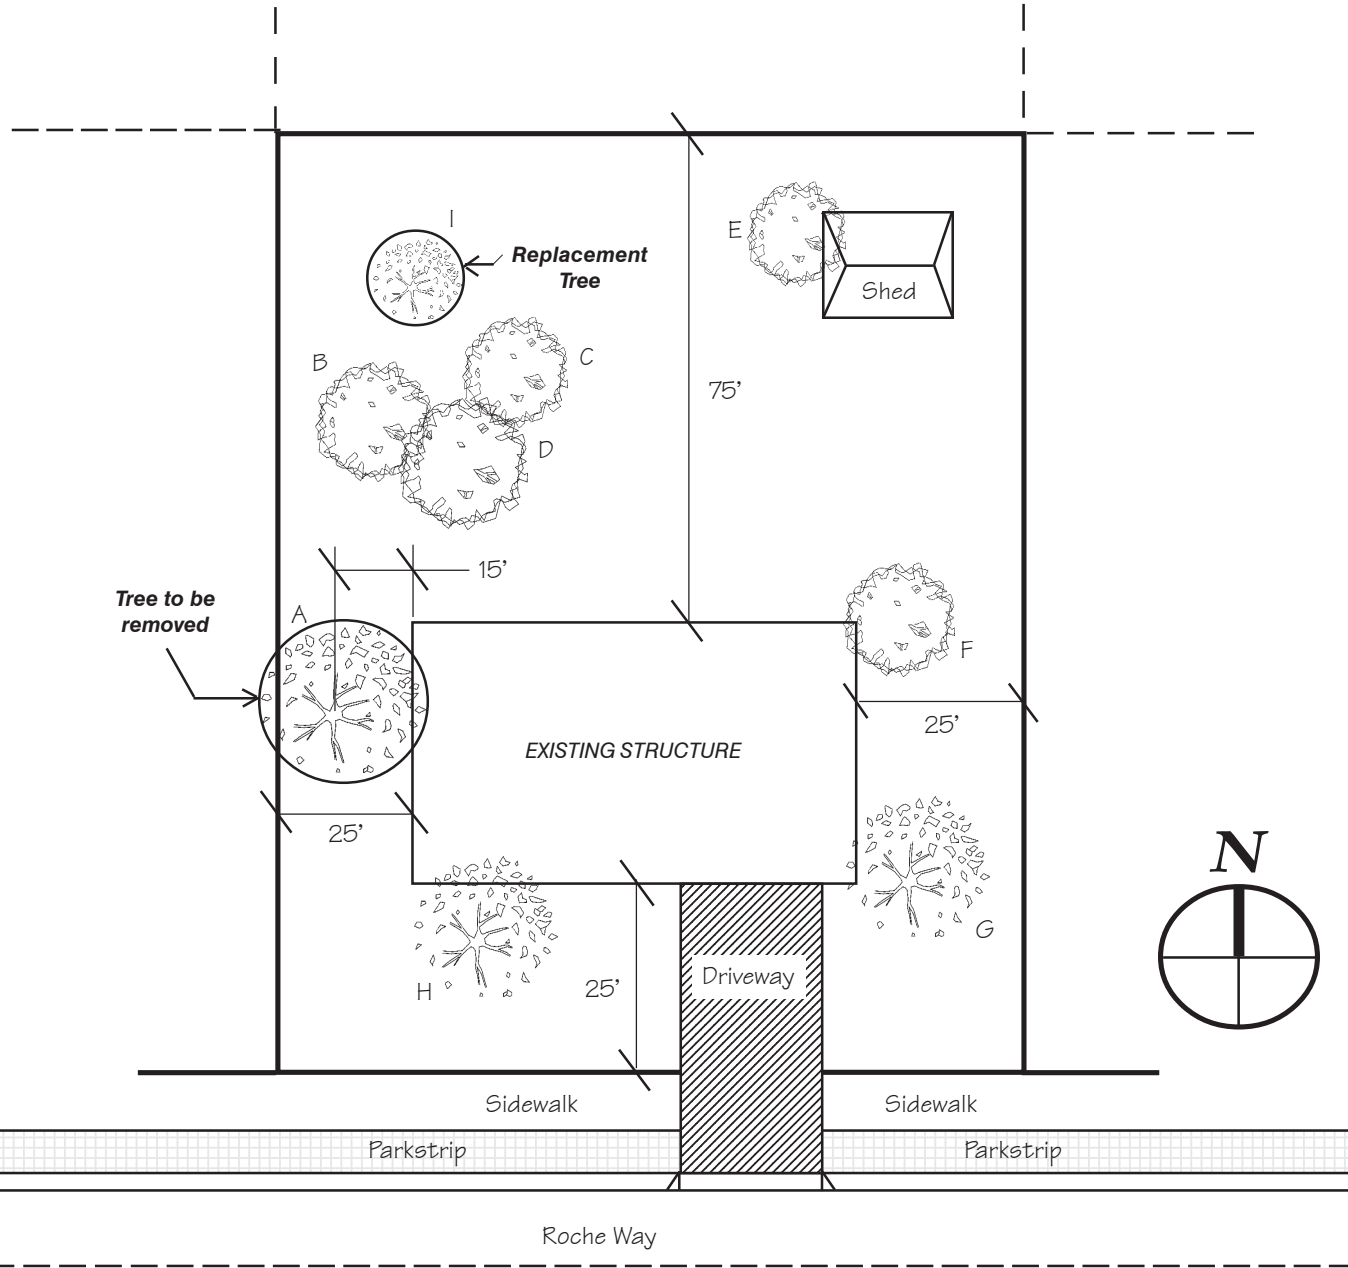 I
E
Replacement
Tree
Shed
B
C
75’
D
15’
Tree to be
removed
A
F
25’
EXISTING STRUCTURE
25’
N
G
Driveway
H
25’
Sidewalk
Sidewalk
Parkstrip
Parkstrip
Roche Way